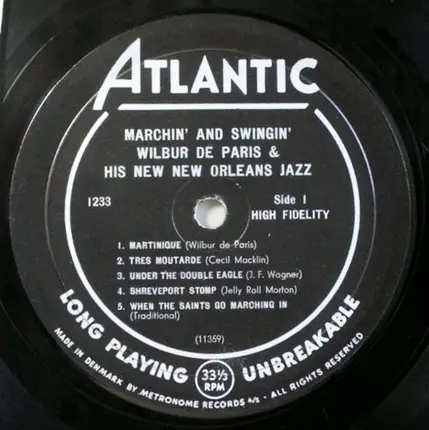 ATLANTIC
MARCHIN' AND SWINGIN'
WILBUR DE PARIS &
HIS NEW NEW ORLEANS JAZZ
1233
Side 1
HIGH FIDELITY
1. MARTINIQUE (Wilbur de Paris)
2. TRES MOUTARDE (Cecil Macklin)
3. UNDER THE DOUBLE EAGLE (J. F. Wagner)
4. SHREVEPORT STOMP (Jelly Roll Morton)
5. WHEN THE SAINTS GO MARCHING IN
(Traditional)
(11359)
LONG PLAYING 33⅓ RPM UNBREAKABLE
MADE IN DENMARK BY METRONOME RECORDS A/S · ALL RIGHTS RESERVED